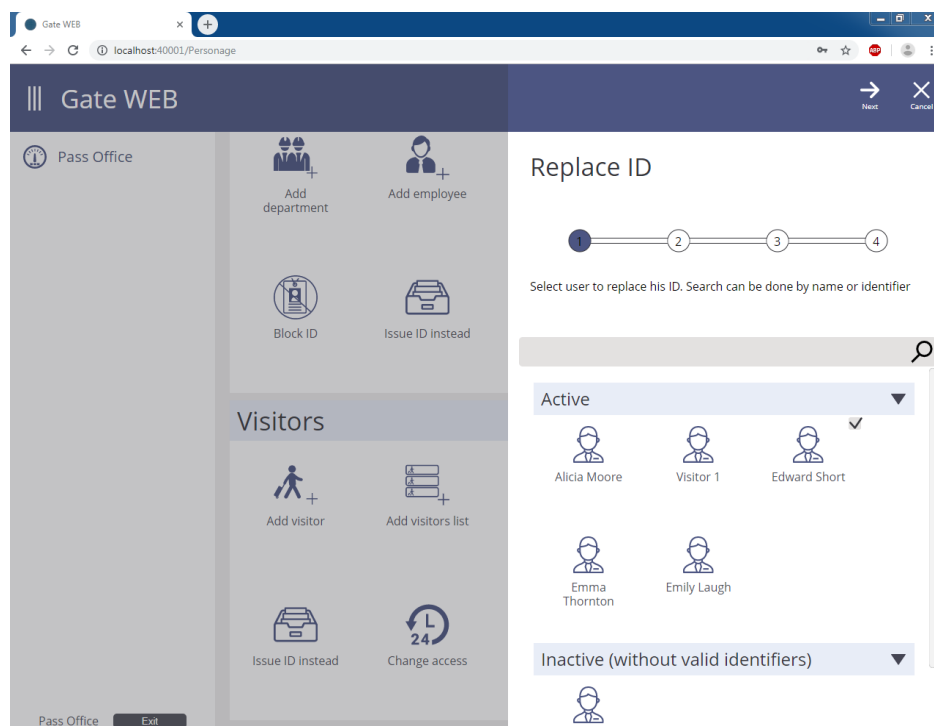 Gate WEB
localhost:40001/Personage
ABP
Gate WEB
Next
Cancel
Pass Office
Add
department
Add employee
Block ID
Issue ID instead
Visitors
Add visitor
Add visitors list
Issue ID instead
24
Change access
Pass Office
Exit
Replace ID
1
2
3
4
Select user to replace his ID. Search can be done by name or identifier
Active
Alicia Moore
Visitor 1
Edward Short
Emma
Thornton
Emily Laugh
Inactive (without valid identifiers)